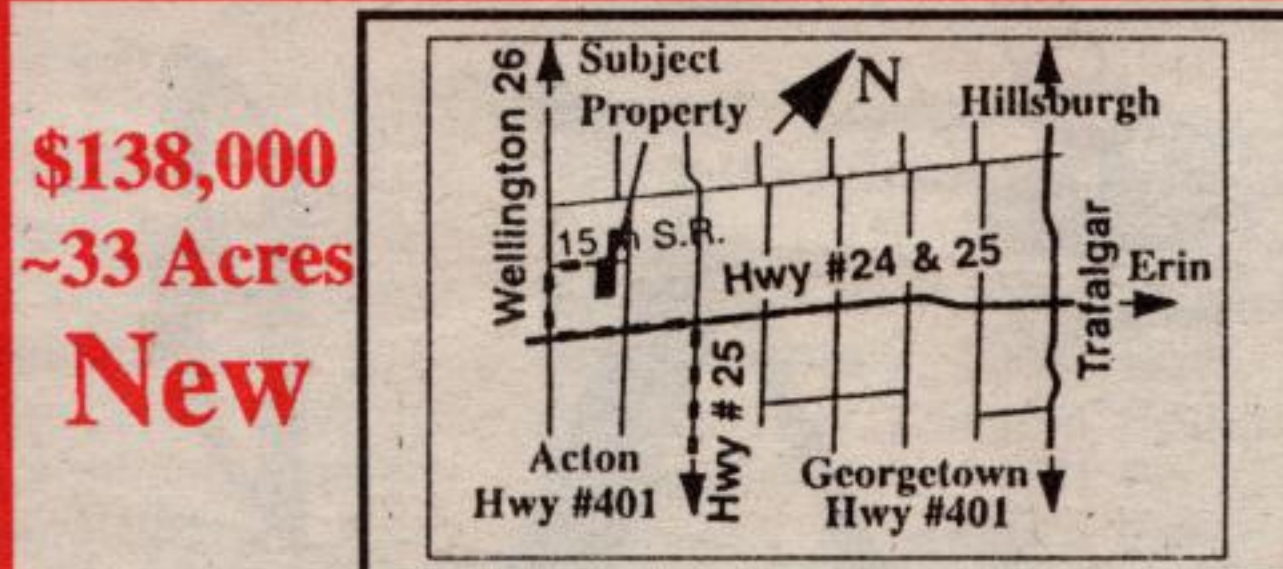 $138,000
~33 Acres
New
Wellington 26
Subject
Property
N
Hillsburgh
15 S.R.
Hwy #24 & 25
Trafalgar
Erin
Hwy # 25
Acton
Hwy #401
Georgetown
Hwy #401